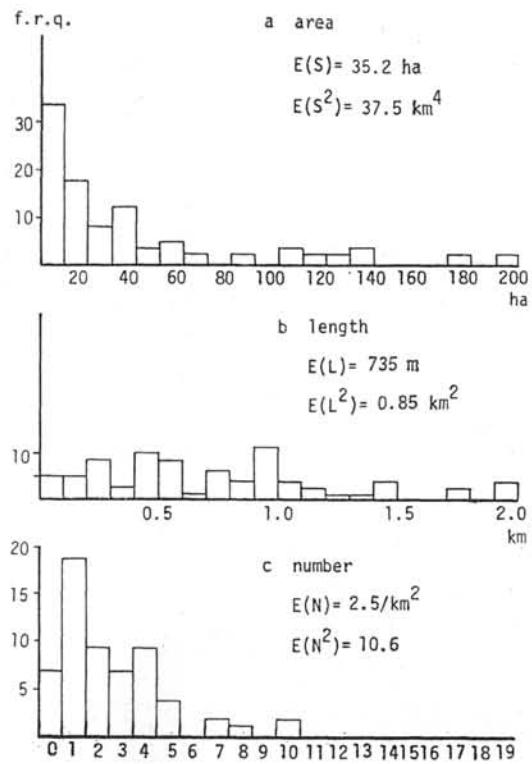 f.r.q.
a area
E(S)= 35.2 ha
E(S²)= 37.5 km⁴
30
20
10
20 40 60 80 100 120 140 160 180 200
ha
b length
E(L)= 735 m
E(L²)= 0.85 km²
10
0.5 1.0 1.5 2.0
km
20
c number
15
E(N)= 2.5/km²
10
E(N²)= 10.6
5
0 1 2 3 4 5 6 7 8 9 10 11 12 13 14 15 16 17 18 19